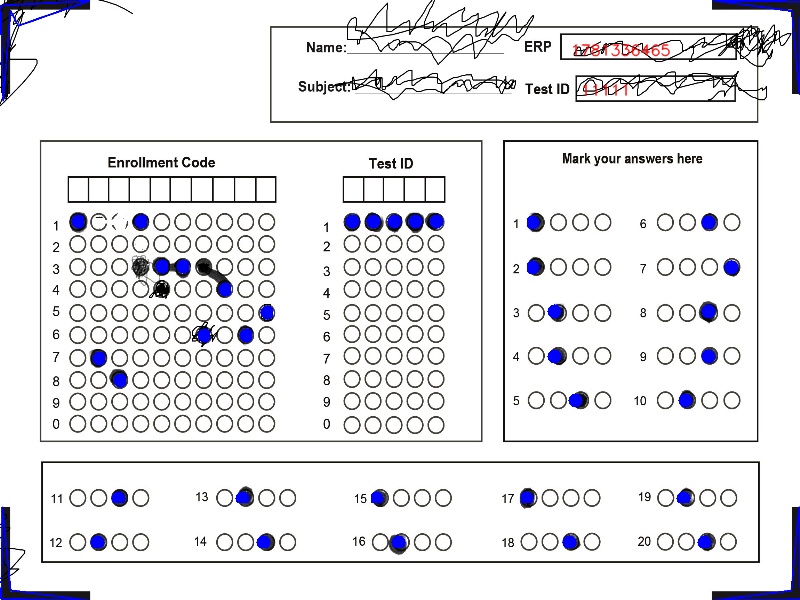 Name: ERP 1781336465
Subject: Test ID 11111
Enrollment Code Test ID Mark your answers here
1 1 1 6
2 2
3 3 2 7
4 4
5 5 3 8
6 6
7 7 4 9
8 8
9 9 5 10
0 0
11 13 15 17 19
12 14 16 18 20